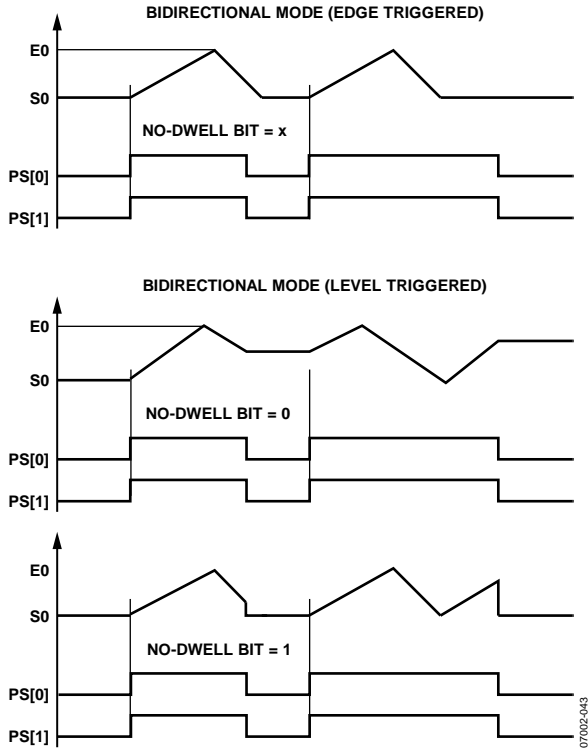 BIDIRECTIONAL MODE (EDGE TRIGGERED)
E0
S0
NO-DWELL BIT = x
PS[0]
PS[1]
BIDIRECTIONAL MODE (LEVEL TRIGGERED)
E0
S0
NO-DWELL BIT = 0
PS[0]
PS[1]
E0
S0
NO-DWELL BIT = 1
PS[0]
PS[1]
07002-043